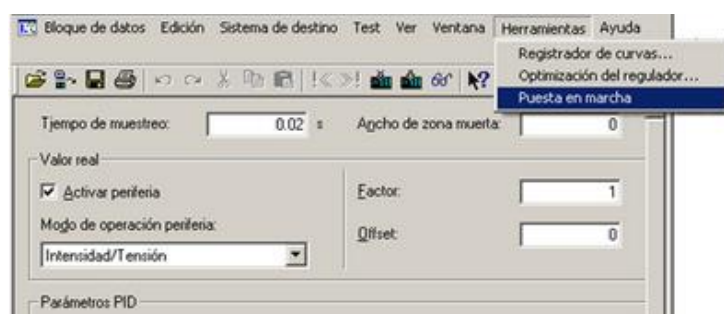 Bloque de datos Edición Sistema de destino Test Ver Ventana Herramientas Ayuda
Registrador de curvas...
Optimización del regulador...
Puesta en marcha
Tiempo de muestreo: 0.02 s Ancho de zona muerta: 0
Valor real
Activar periferia Factor: 1
Modo de operación periferia: Offset: 0
Intensidad/Tensión
Parámetros PID